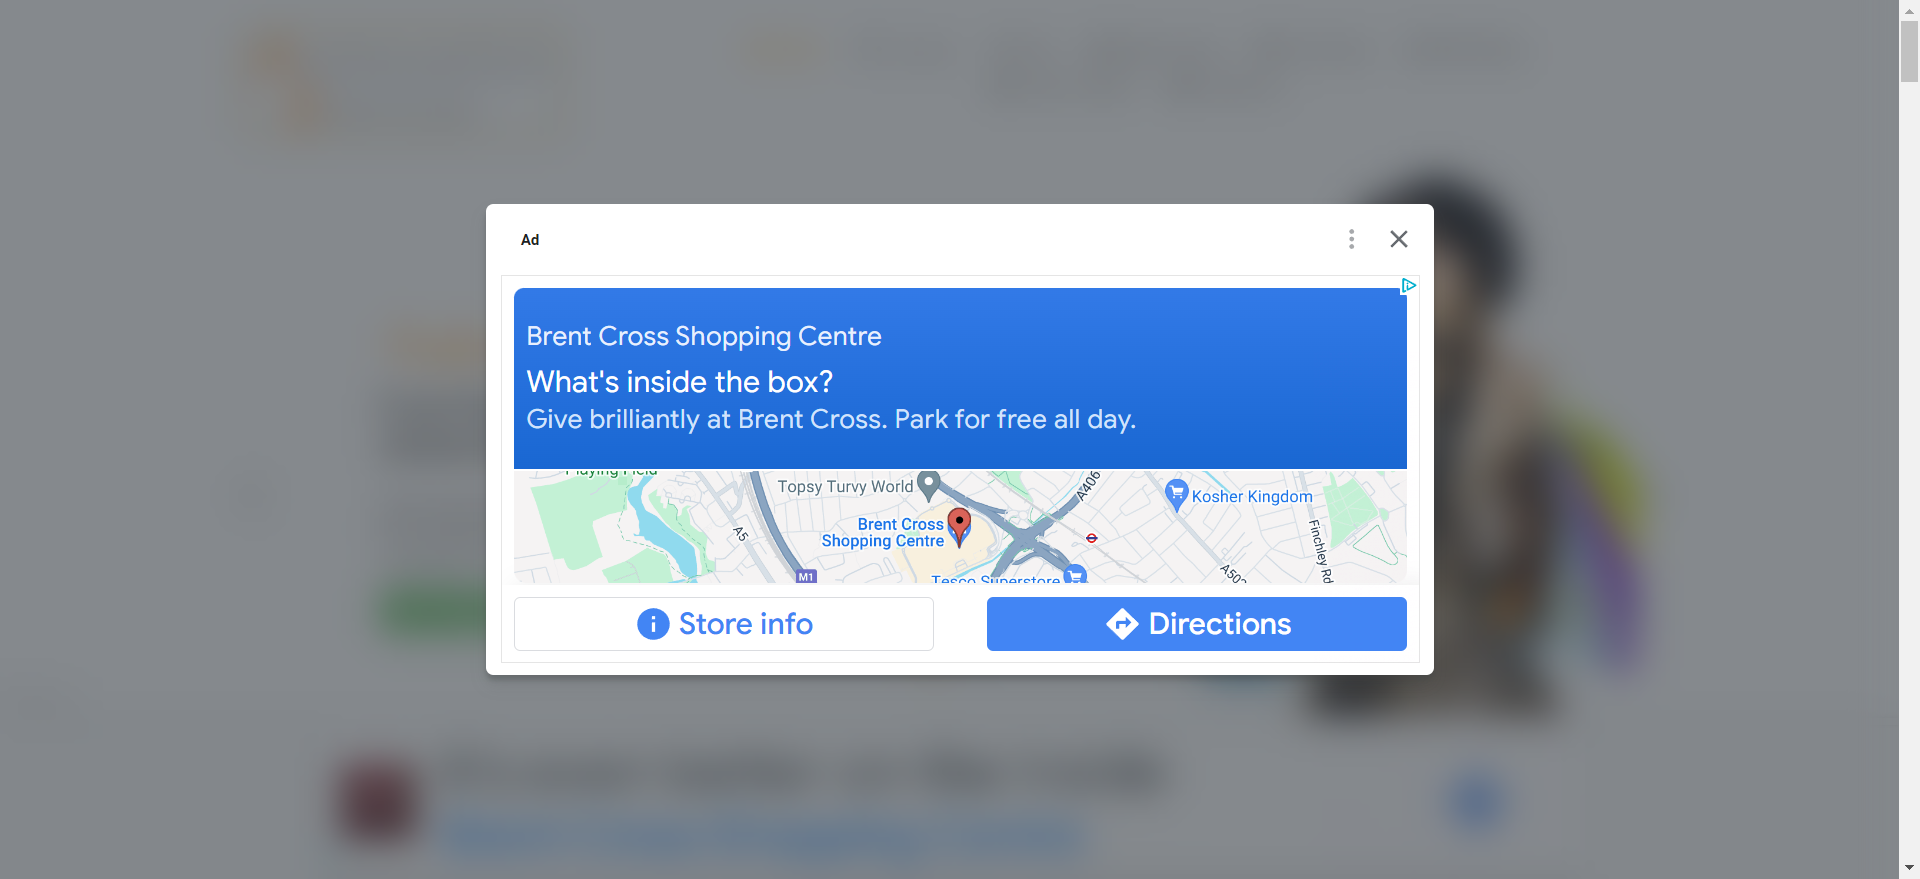 Ad
Brent Cross Shopping Centre
What's inside the box?
Give brilliantly at Brent Cross. Park for free all day.
Playing Field
Topsy Turvy World
A406
Kosher Kingdom
Brent Cross
Shopping Centre
A5
Finchley Rd
M1
Tesco Superstore
A502
Store info
Directions